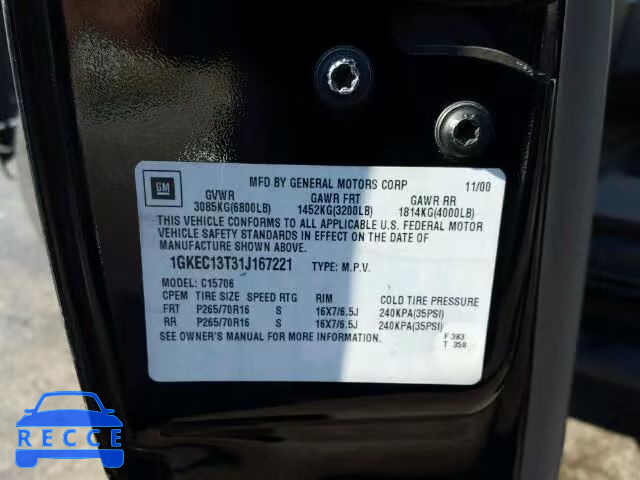 GM
MFD BY GENERAL MOTORS CORP 11/00
GVWR GAWR FRT GAWR RR
3085KG(6800LB) 1452KG(3200LB) 1814KG(4000LB)
THIS VEHICLE CONFORMS TO ALL APPLICABLE U.S. FEDERAL MOTOR
VEHICLE SAFETY STANDARDS IN EFFECT ON THE DATE OF
MANUFACTURE SHOWN ABOVE.
1GKEC13T31J167221 TYPE: M.P.V.
MODEL: C15706
CPEM TIRE SIZE SPEED RTG RIM COLD TIRE PRESSURE
FRT P265/70R16 S 16X7/6.5J 240KPA(35PSI)
RR P265/70R16 S 16X7/6.5J 240KPA(35PSI)
SEE OWNER'S MANUAL FOR MORE INFORMATION.
F 383
T 358
RECCE